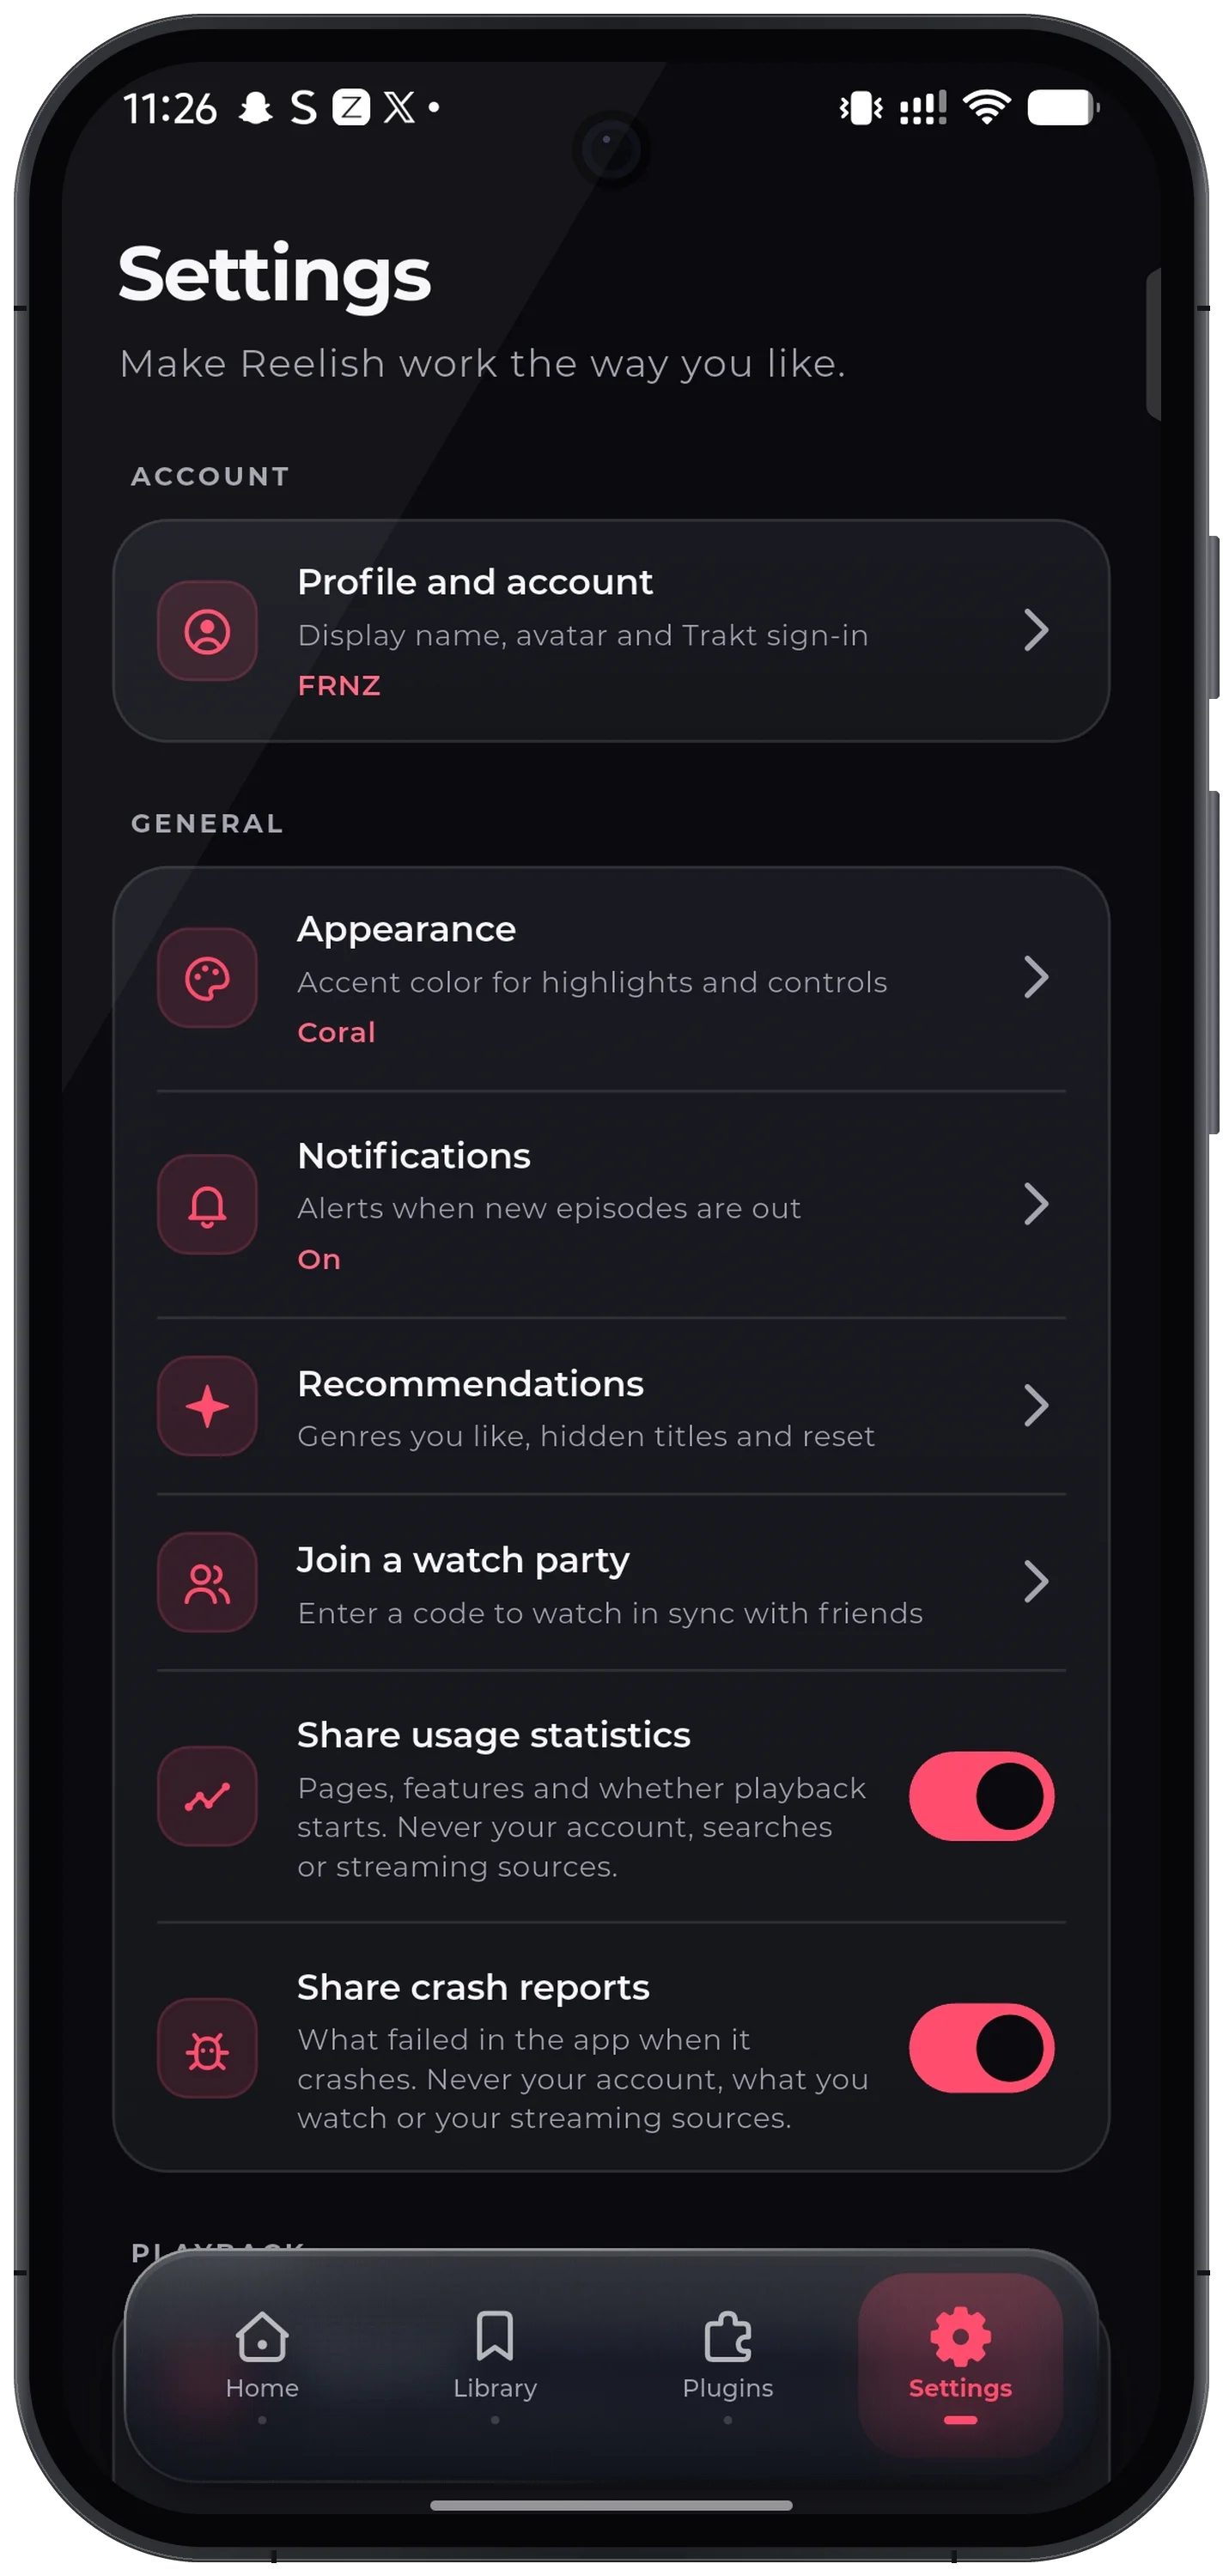 11:26
Settings
Make Reelish work the way you like.
ACCOUNT
Profile and account
Display name, avatar and Trakt sign-in
FRNZ
GENERAL
Appearance
Accent color for highlights and controls
Coral
Notifications
Alerts when new episodes are out
On
Recommendations
Genres you like, hidden titles and reset
Join a watch party
Enter a code to watch in sync with friends
Share usage statistics
Pages, features and whether playback
starts. Never your account, searches
or streaming sources.
Share crash reports
What failed in the app when it
crashes. Never your account, what you
watch or your streaming sources.
PLAYBACK
Home
Library
Plugins
Settings